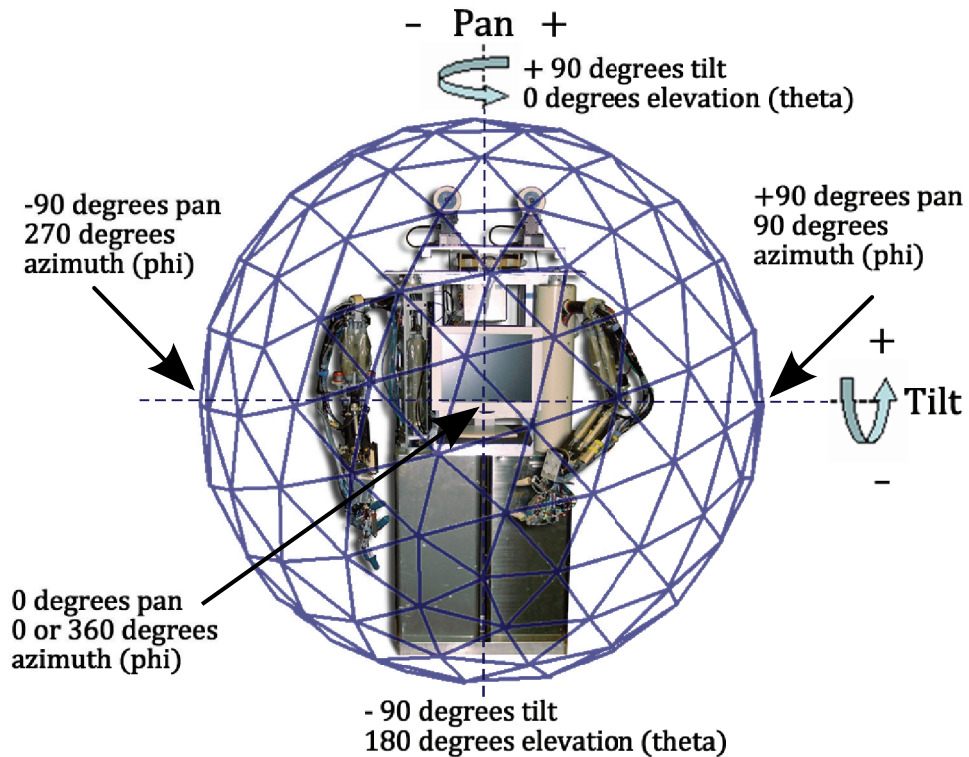 - Pan +
+ 90 degrees tilt
0 degrees elevation (theta)
-90 degrees pan
270 degrees
azimuth (phi)
+90 degrees pan
90 degrees
azimuth (phi)
+
Tilt
-
0 degrees pan
0 or 360 degrees
azimuth (phi)
- 90 degrees tilt
180 degrees elevation (theta)